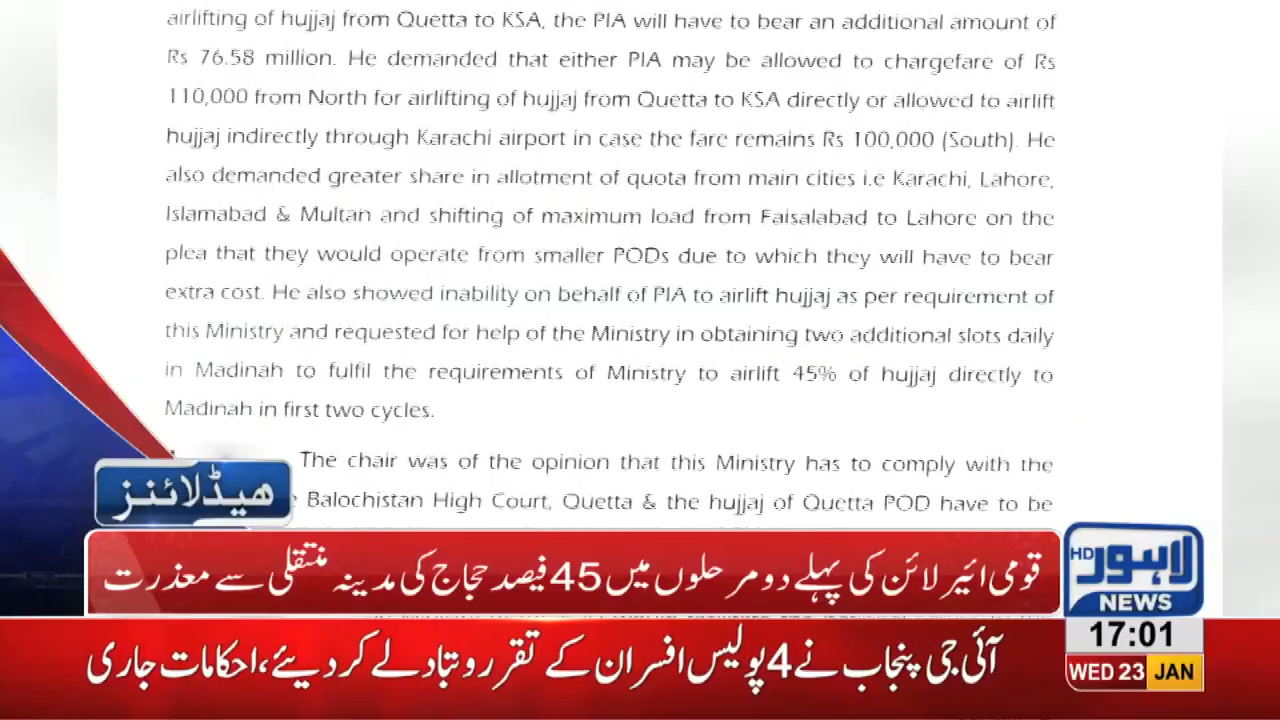 airlifting of hujjaj from Quetta to KSA, the PIA will have to bear an additional amount of
Rs 76.58 million. He demanded that either PIA may be allowed to chargefare of Rs
110,000 from North for airlifting of hujjaj from Quetta to KSA directly or allowed to airlift
hujjaj indirectly through Karachi airport in case the fare remains Rs 100,000 (South). He
also demanded greater share in allotment of quota from main cities i.e Karachi, Lahore,
Islamabad & Multan and shifting of maximum load from Faisalabad to Lahore on the
plea that they would operate from smaller PODs due to which they will have to bear
extra cost. He also showed inability on behalf of PIA to airlift hujjaj as per requirement of
this Ministry and requested for help of the Ministry in obtaining two additional slots daily
in Madinah to fulfil the requirements of Ministry to airlift 45% of hujjaj directly to
Madinah in first two cycles.
The chair was of the opinion that this Ministry has to comply with the
Balochistan High Court, Quetta & the hujjaj of Quetta POD have to be
ہیڈلائنز
قومی ائیر لائن کی پہلے دو مرحلوں میں 45 فیصد حجاج کی مدینہ منتقلی سے معذرت
لاہور HD
NEWS
17:01
WED 23 JAN
آئی جی پنجاب نے 4 پولیس افسران کے تقرر و تبادلے کر دیئے، احکامات جاری